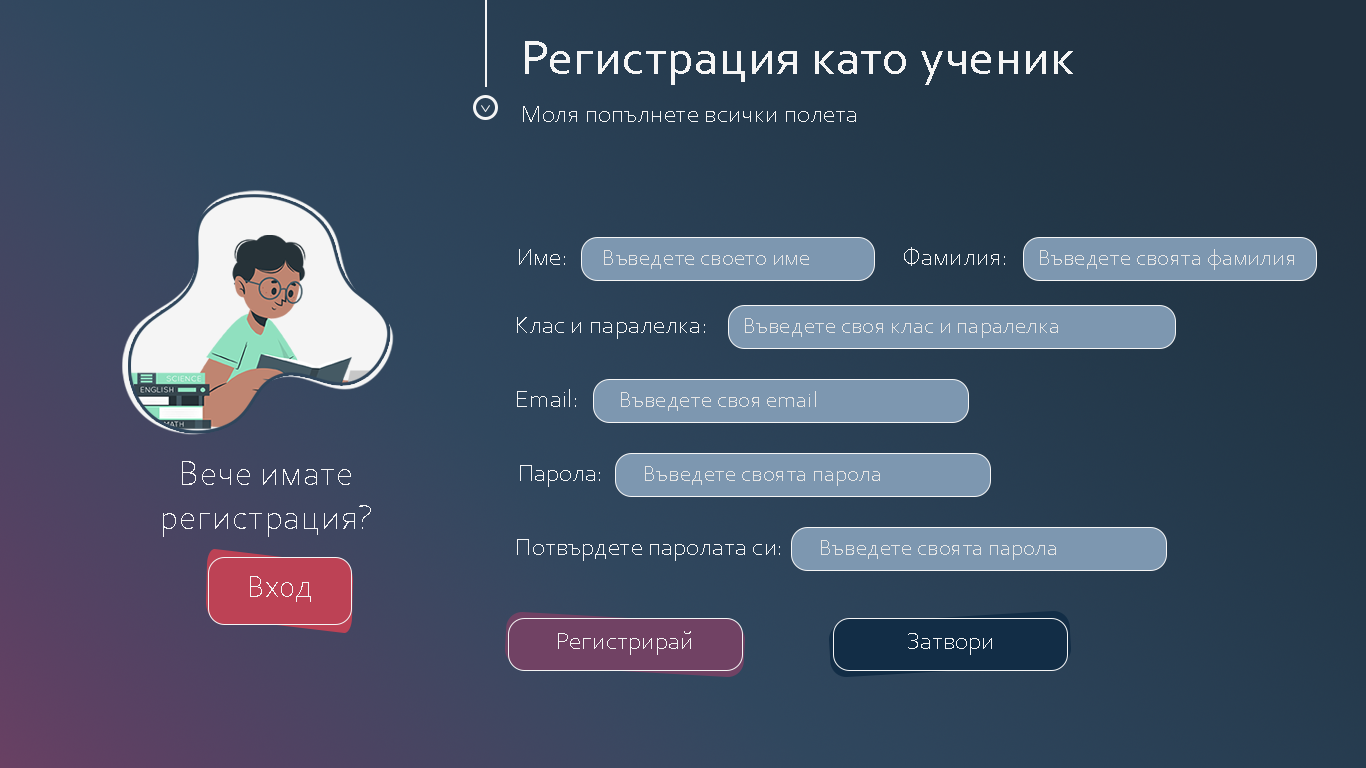 Регистрация като ученик
Моля попълнете всички полета
Име: Въведете своето име Фамилия: Въведете своята фамилия
Клас и паралелка: Въведете своя клас и паралелка
Email: Въведете своя email
Парола: Въведете своята парола
Потвърдете паролата си: Въведете своята парола
Регистрирай Затвори
SCIENCE
ENGLISH
MATH
Вече имате
регистрация?
Вход